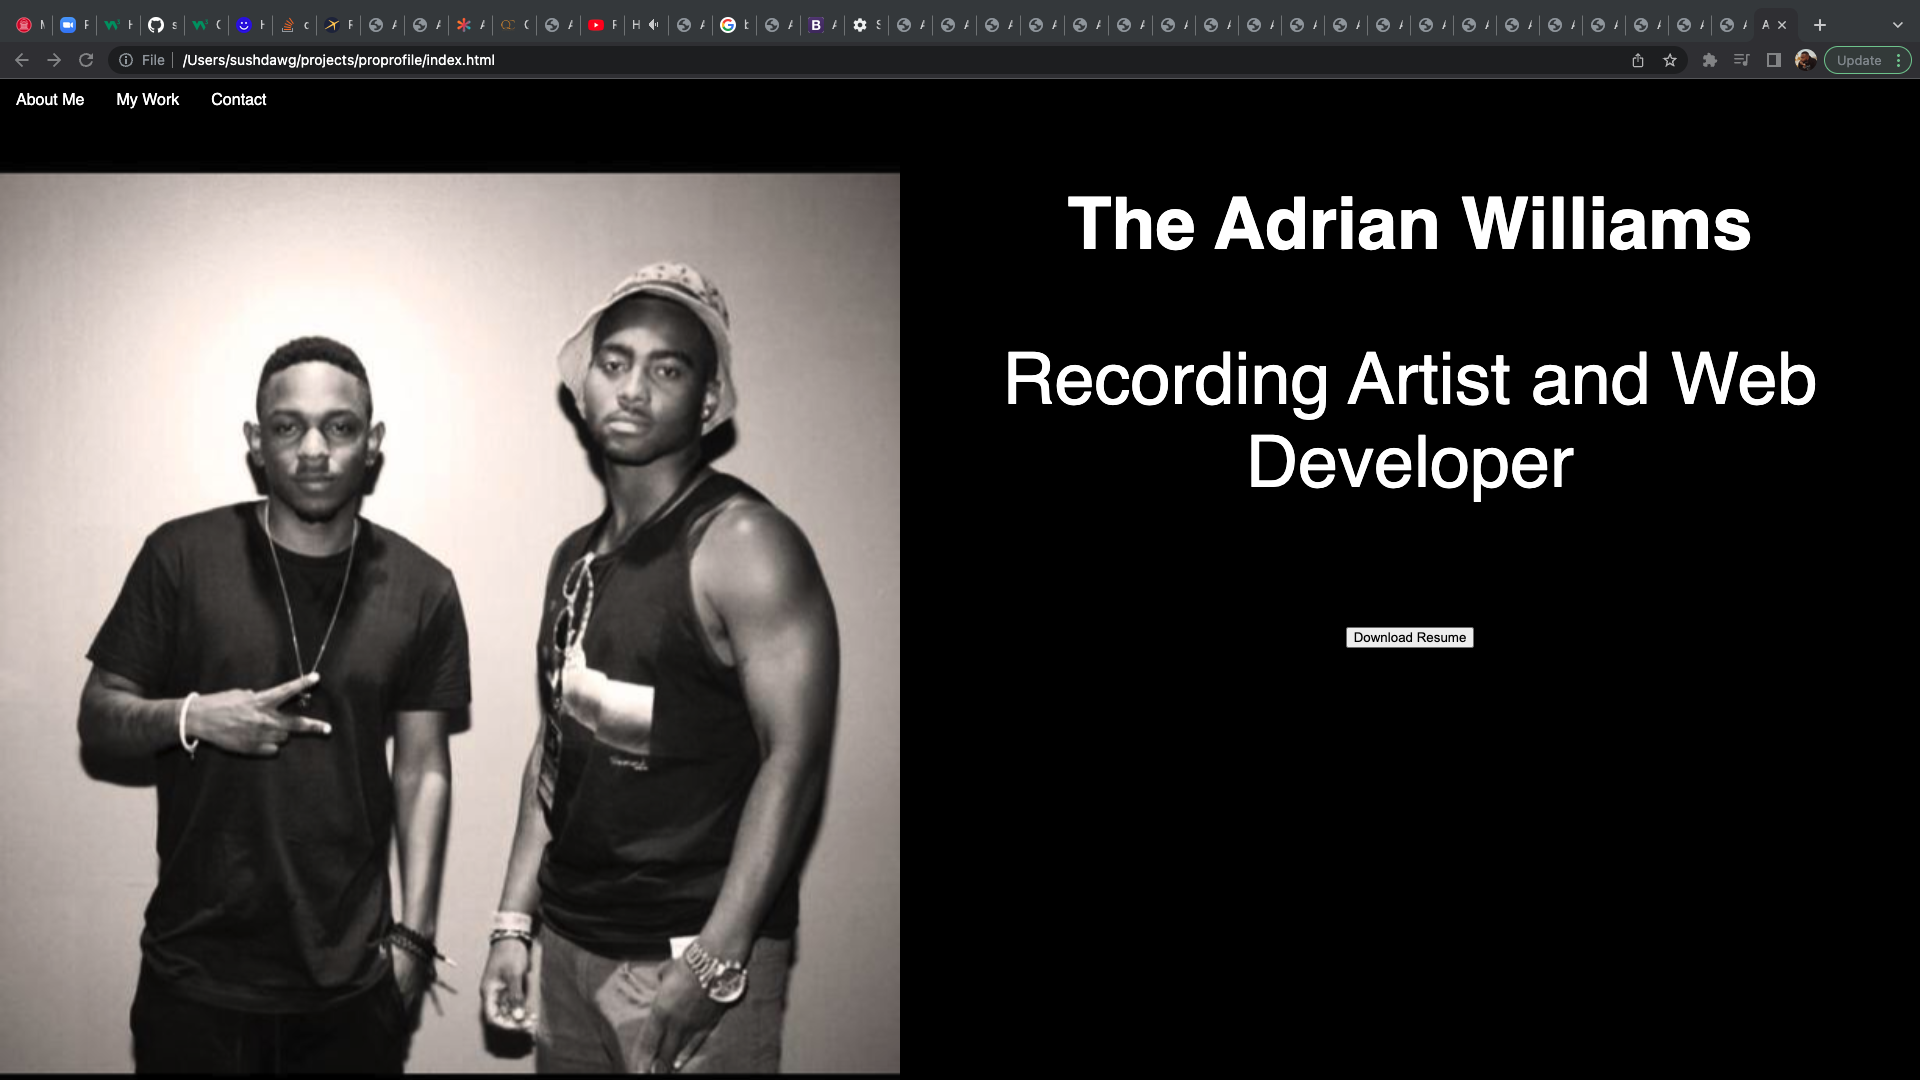 File
/Users/sushdawg/projects/proprofile/index.html
Update
About Me
My Work
Contact
The Adrian Williams
Recording Artist and Web
Developer
Download Resume